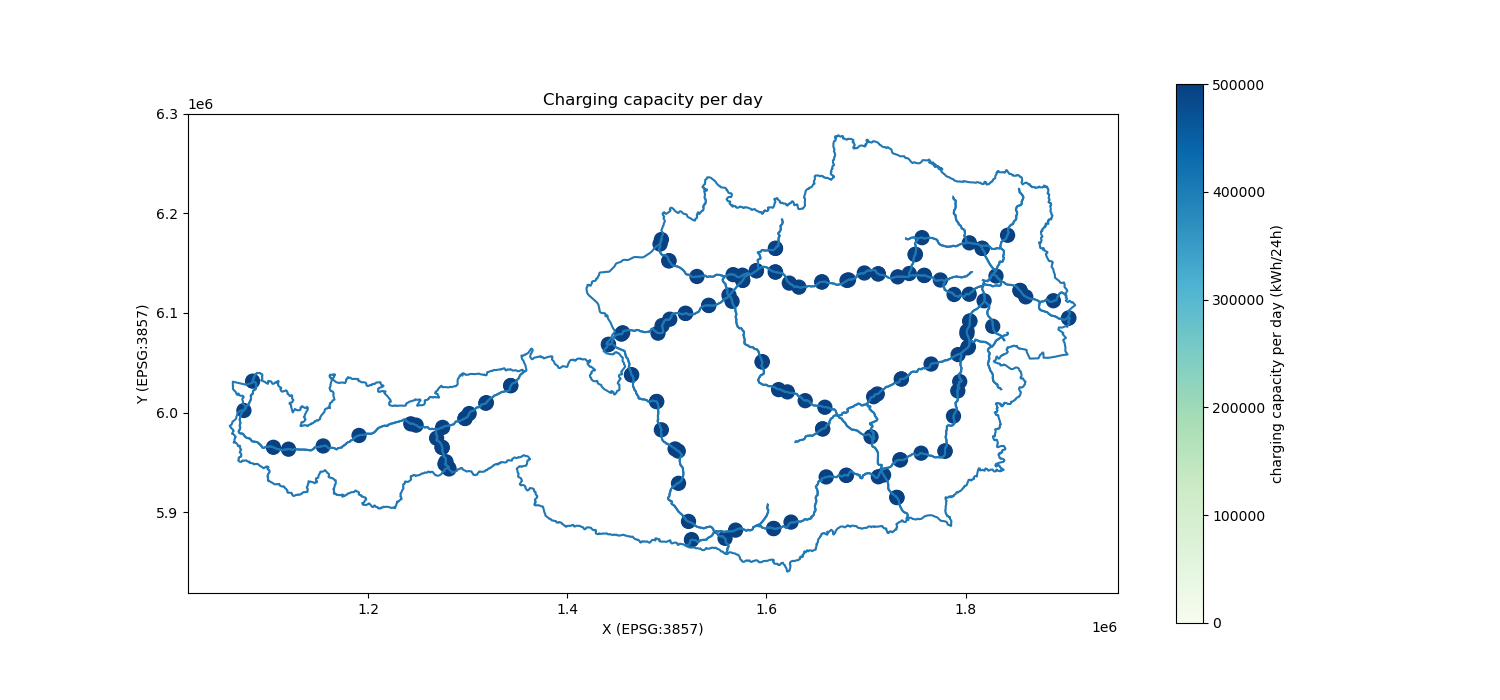 Charging capacity per day
1e6
6.3
6.2
6.1
6.0
5.9
Y (EPSG:3857)
1.2
1.4
1.6
1.8
X (EPSG:3857)
1e6
500000
400000
300000
200000
100000
0
charging capacity per day (kWh/24h)